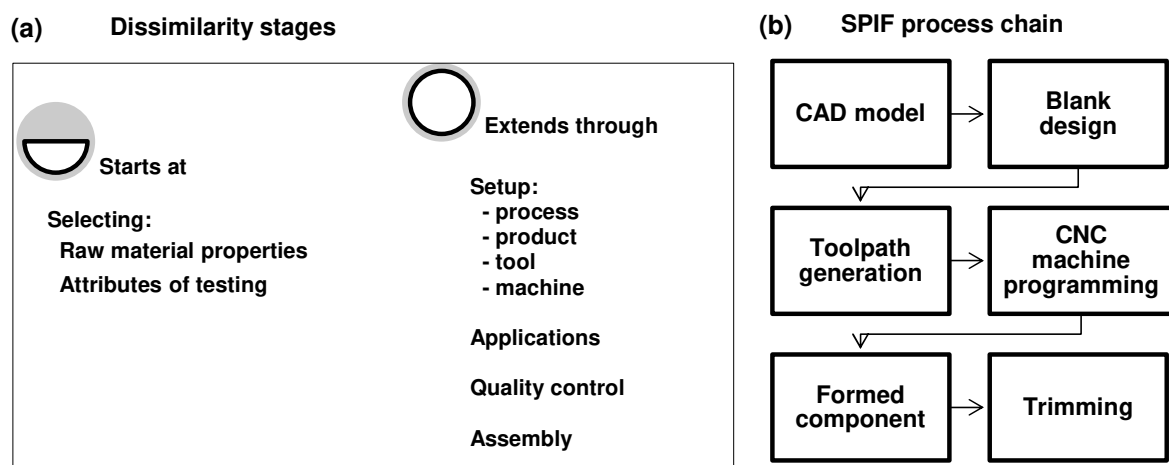 (a) Dissimilarity stages
Starts at
Selecting:
Raw material properties
Attributes of testing
Extends through
Setup:
- process
- product
- tool
- machine
Applications
Quality control
Assembly
(b) SPIF process chain
CAD model
Blank
design
Toolpath
generation
CNC
machine
programming
Formed
component
Trimming